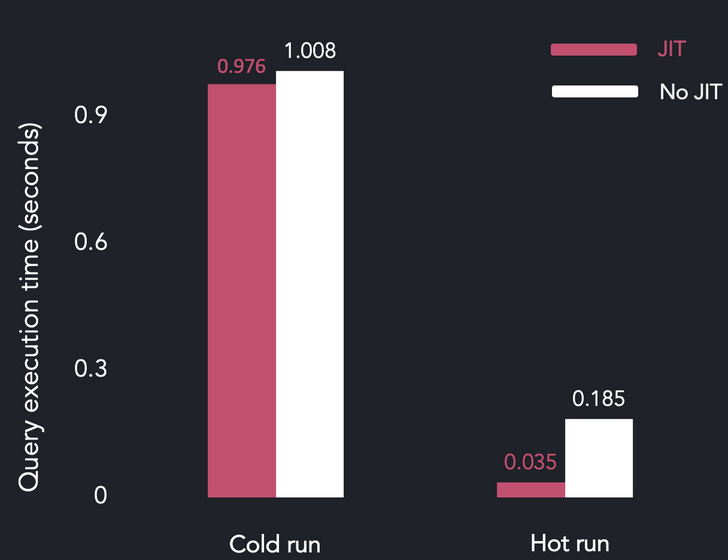 1.008
0.976
JIT
No JIT
0.9
0.6
0.3
0
Query execution time (seconds)
0.185
0.035
Cold run
Hot run